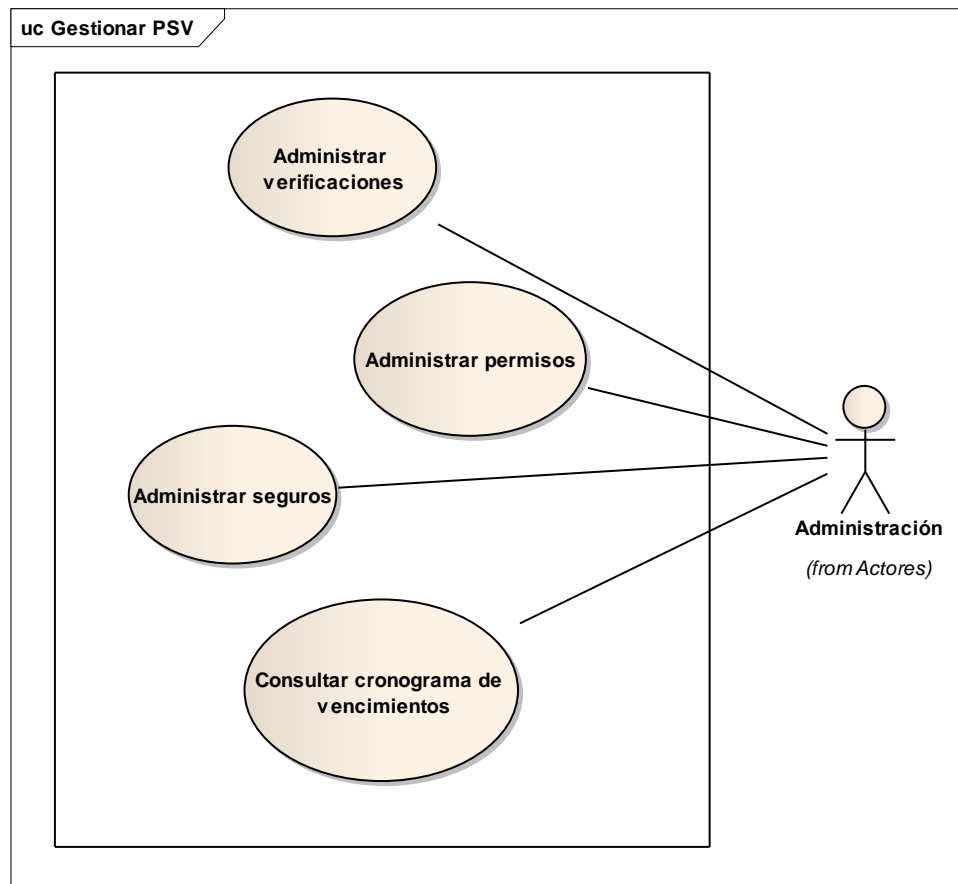 uc Gestionar PSV
Administrar
verificaciones
Administrar permisos
Administrar seguros
Administración
(from Actores)
Consultar cronograma de
vencimientos